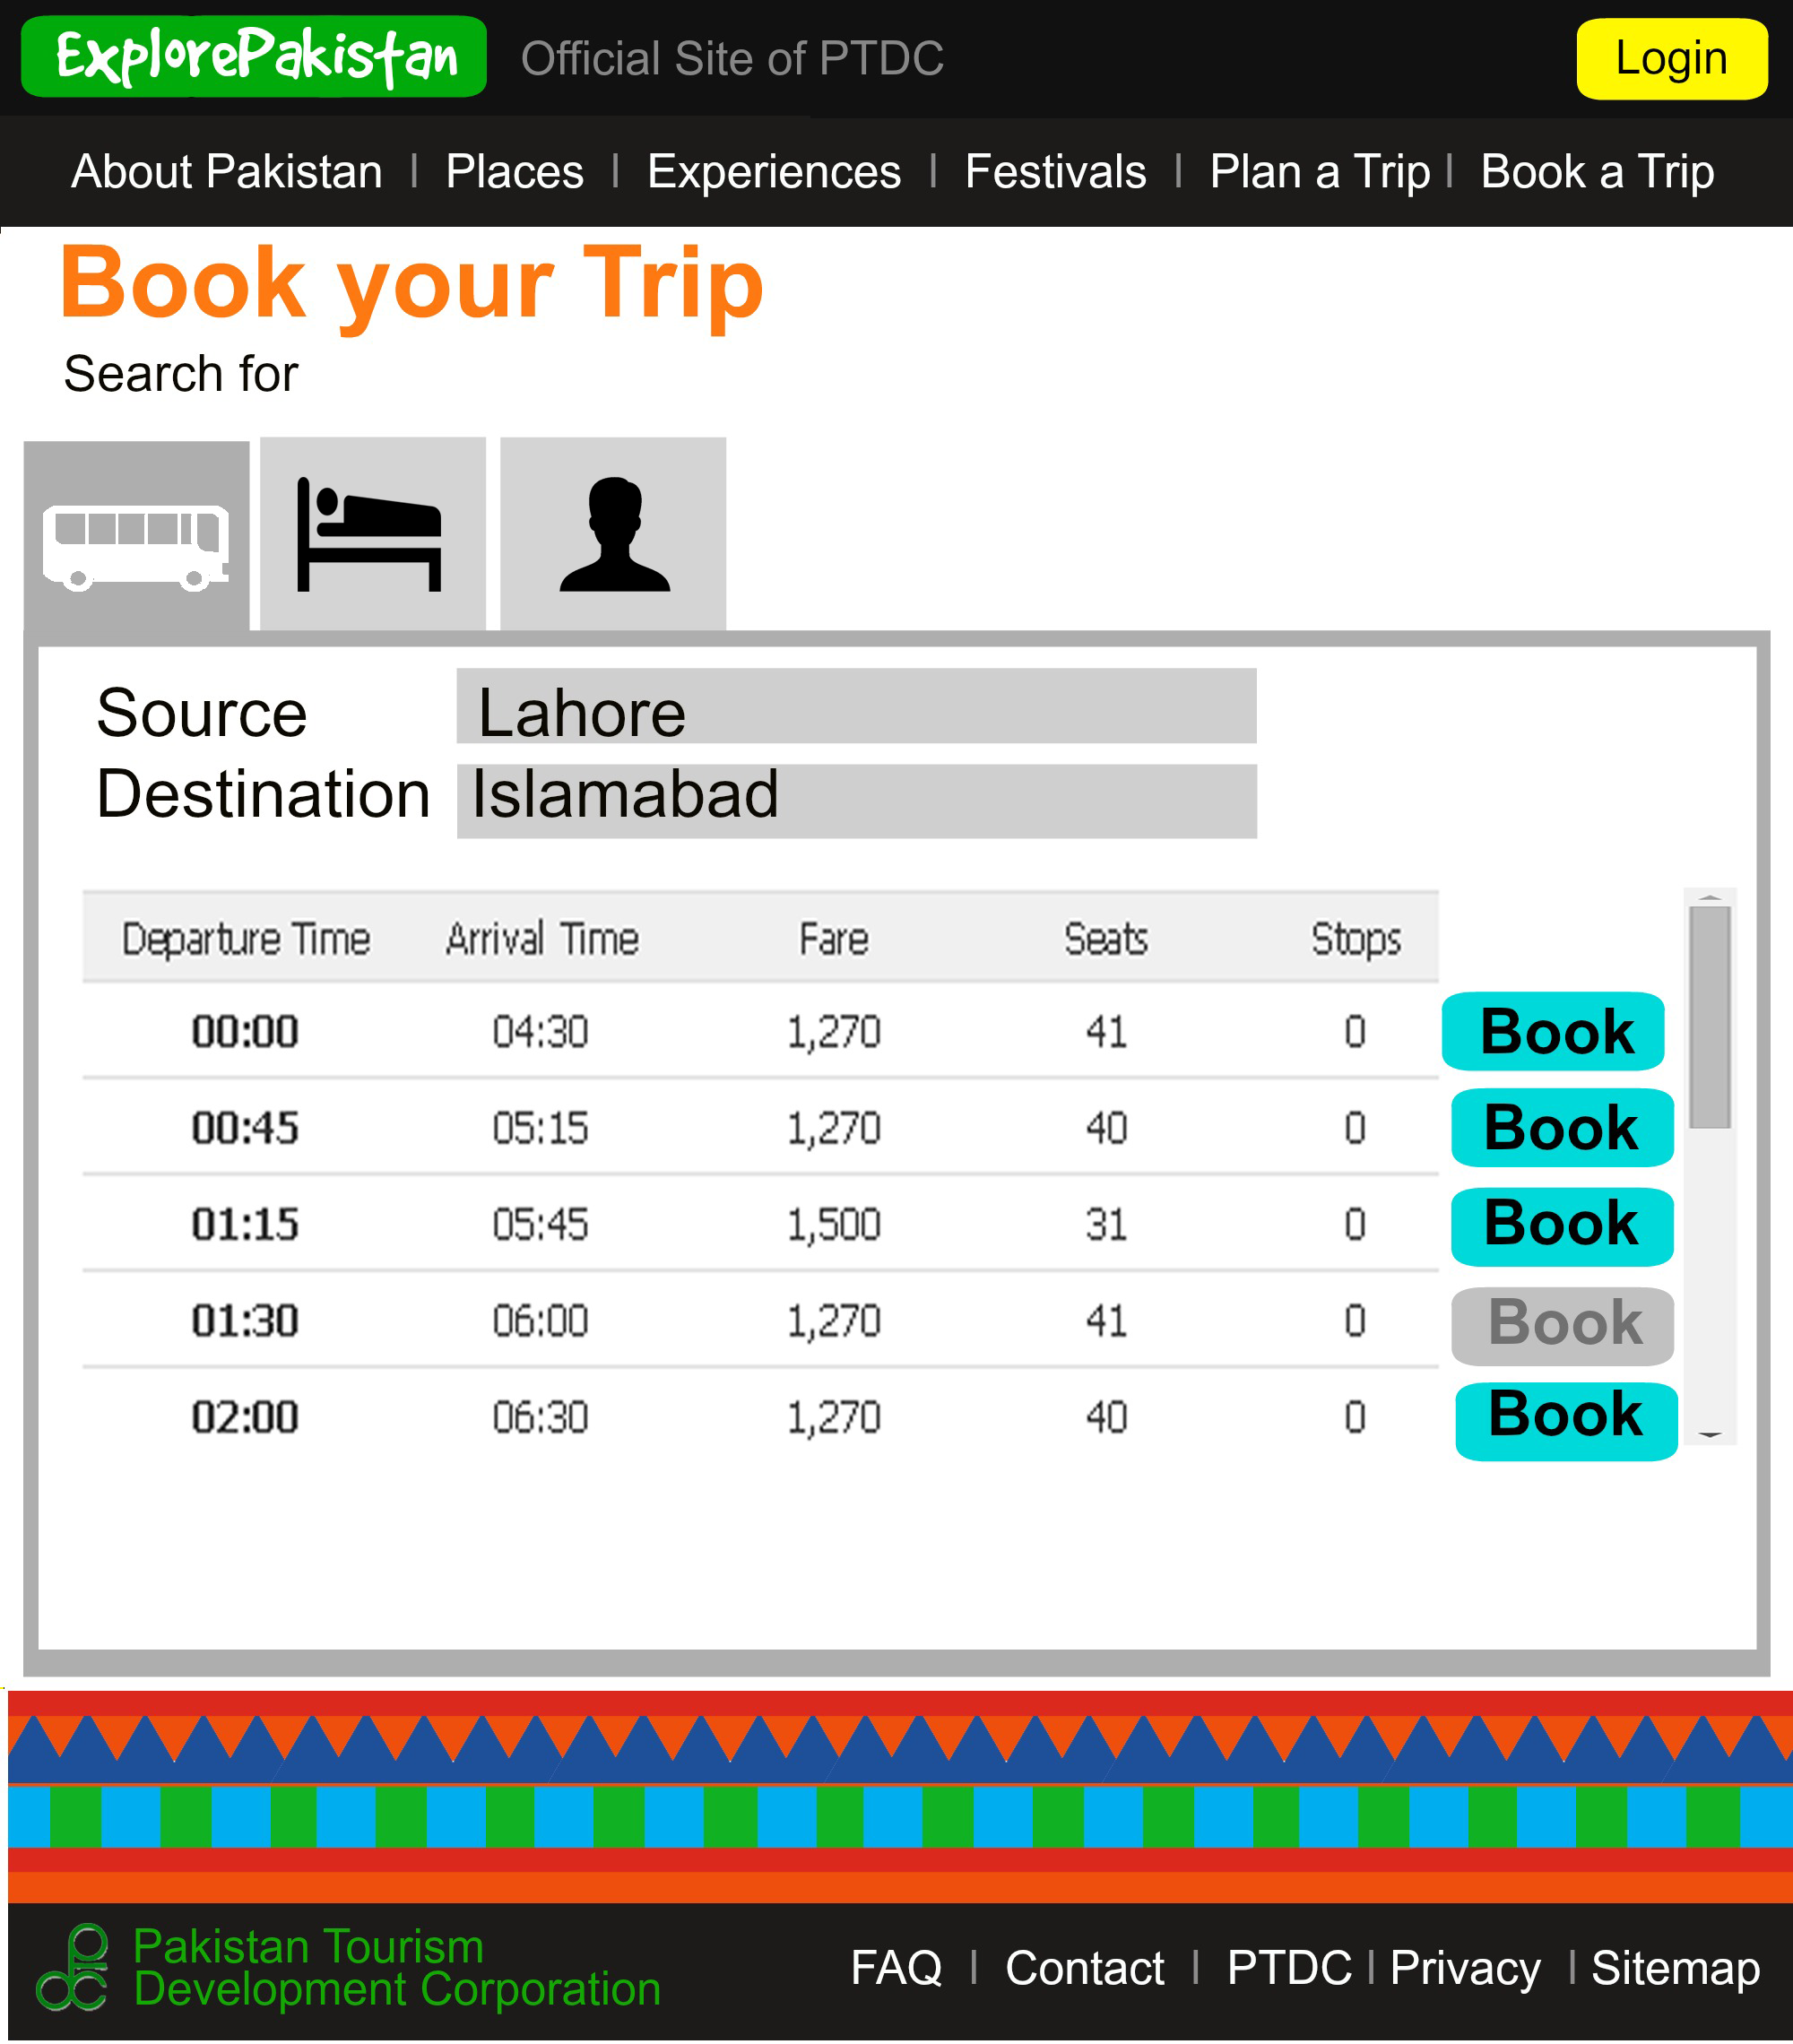 ExplorePakistan Official Site of PTDC Login
About Pakistan | Places | Experiences | Festivals | Plan a Trip | Book a Trip
Book your Trip
Search for
Source Lahore
Destination Islamabad
Departure Time Arrival Time Fare Seats Stops
00:00 04:30 1,270 41 0 Book
00:45 05:15 1,270 40 0 Book
01:15 05:45 1,500 31 0 Book
01:30 06:00 1,270 41 0 Book
02:00 06:30 1,270 40 0 Book
Pakistan Tourism
Development Corporation
FAQ | Contact | PTDC | Privacy | Sitemap